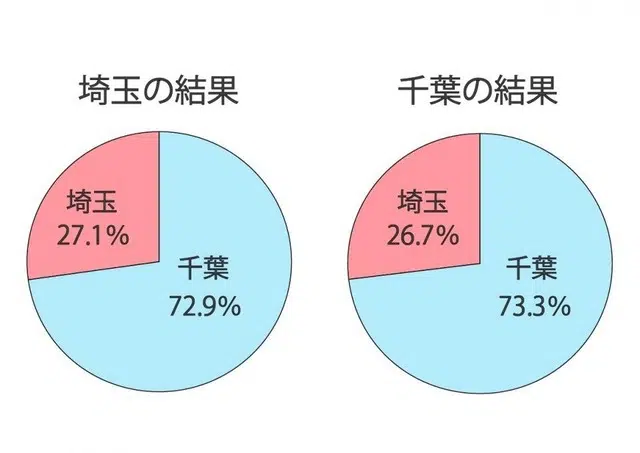 埼玉の結果
埼玉
27.1%
千葉
72.9%
千葉の結果
埼玉
26.7%
千葉
73.3%